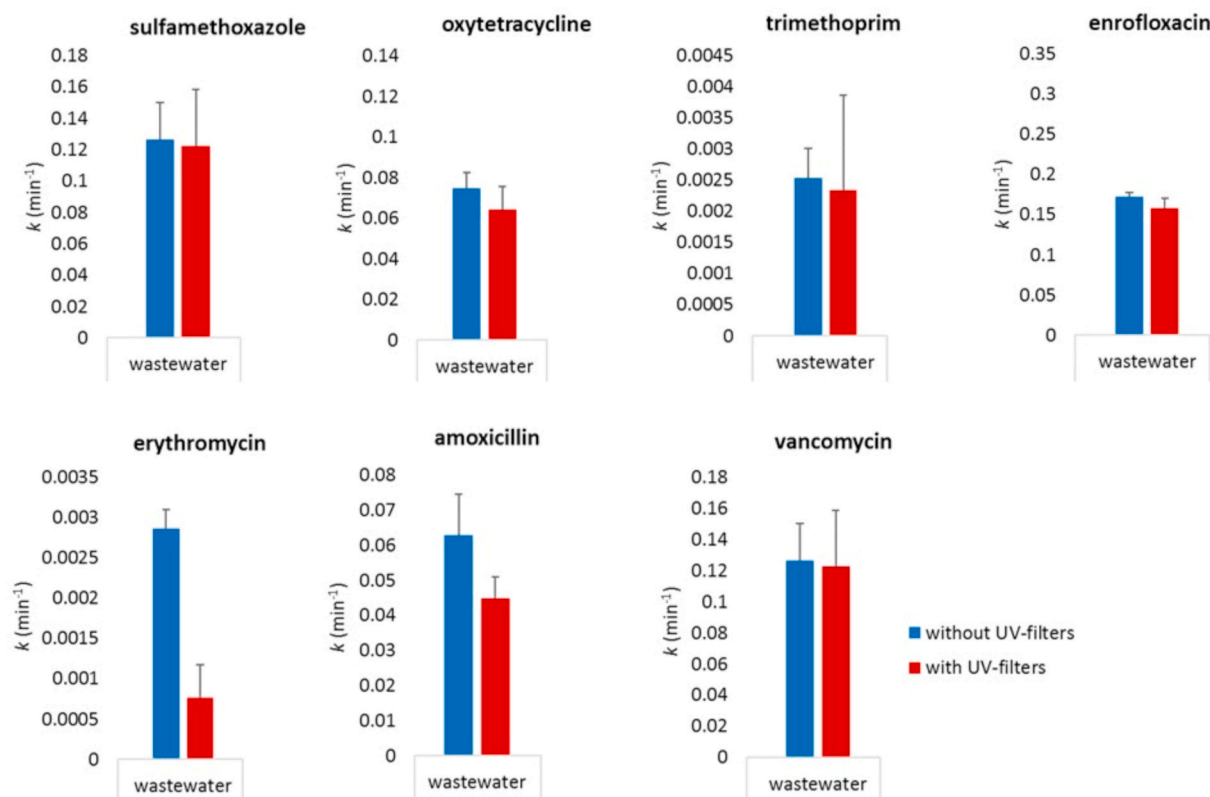 sulfamethoxazole
0.18
0.16
0.14
0.12
0.1
0.08
0.06
0.04
0.02
0
k (min⁻¹)
wastewater
oxytetracycline
0.14
0.12
0.1
0.08
0.06
0.04
0.02
0
k (min⁻¹)
wastewater
trimethoprim
0.0045
0.004
0.0035
0.003
0.0025
0.002
0.0015
0.001
0.0005
0
k (min⁻¹)
wastewater
enrofloxacin
0.35
0.3
0.25
0.2
0.15
0.1
0.05
0
k (min⁻¹)
wastewater
erythromycin
0.0035
0.003
0.0025
0.002
0.0015
0.001
0.0005
0
k (min⁻¹)
wastewater
amoxicillin
0.08
0.07
0.06
0.05
0.04
0.03
0.02
0.01
0
k (min⁻¹)
wastewater
vancomycin
0.18
0.16
0.14
0.12
0.1
0.08
0.06
0.04
0.02
0
k (min⁻¹)
wastewater
without UV-filters
with UV-filters